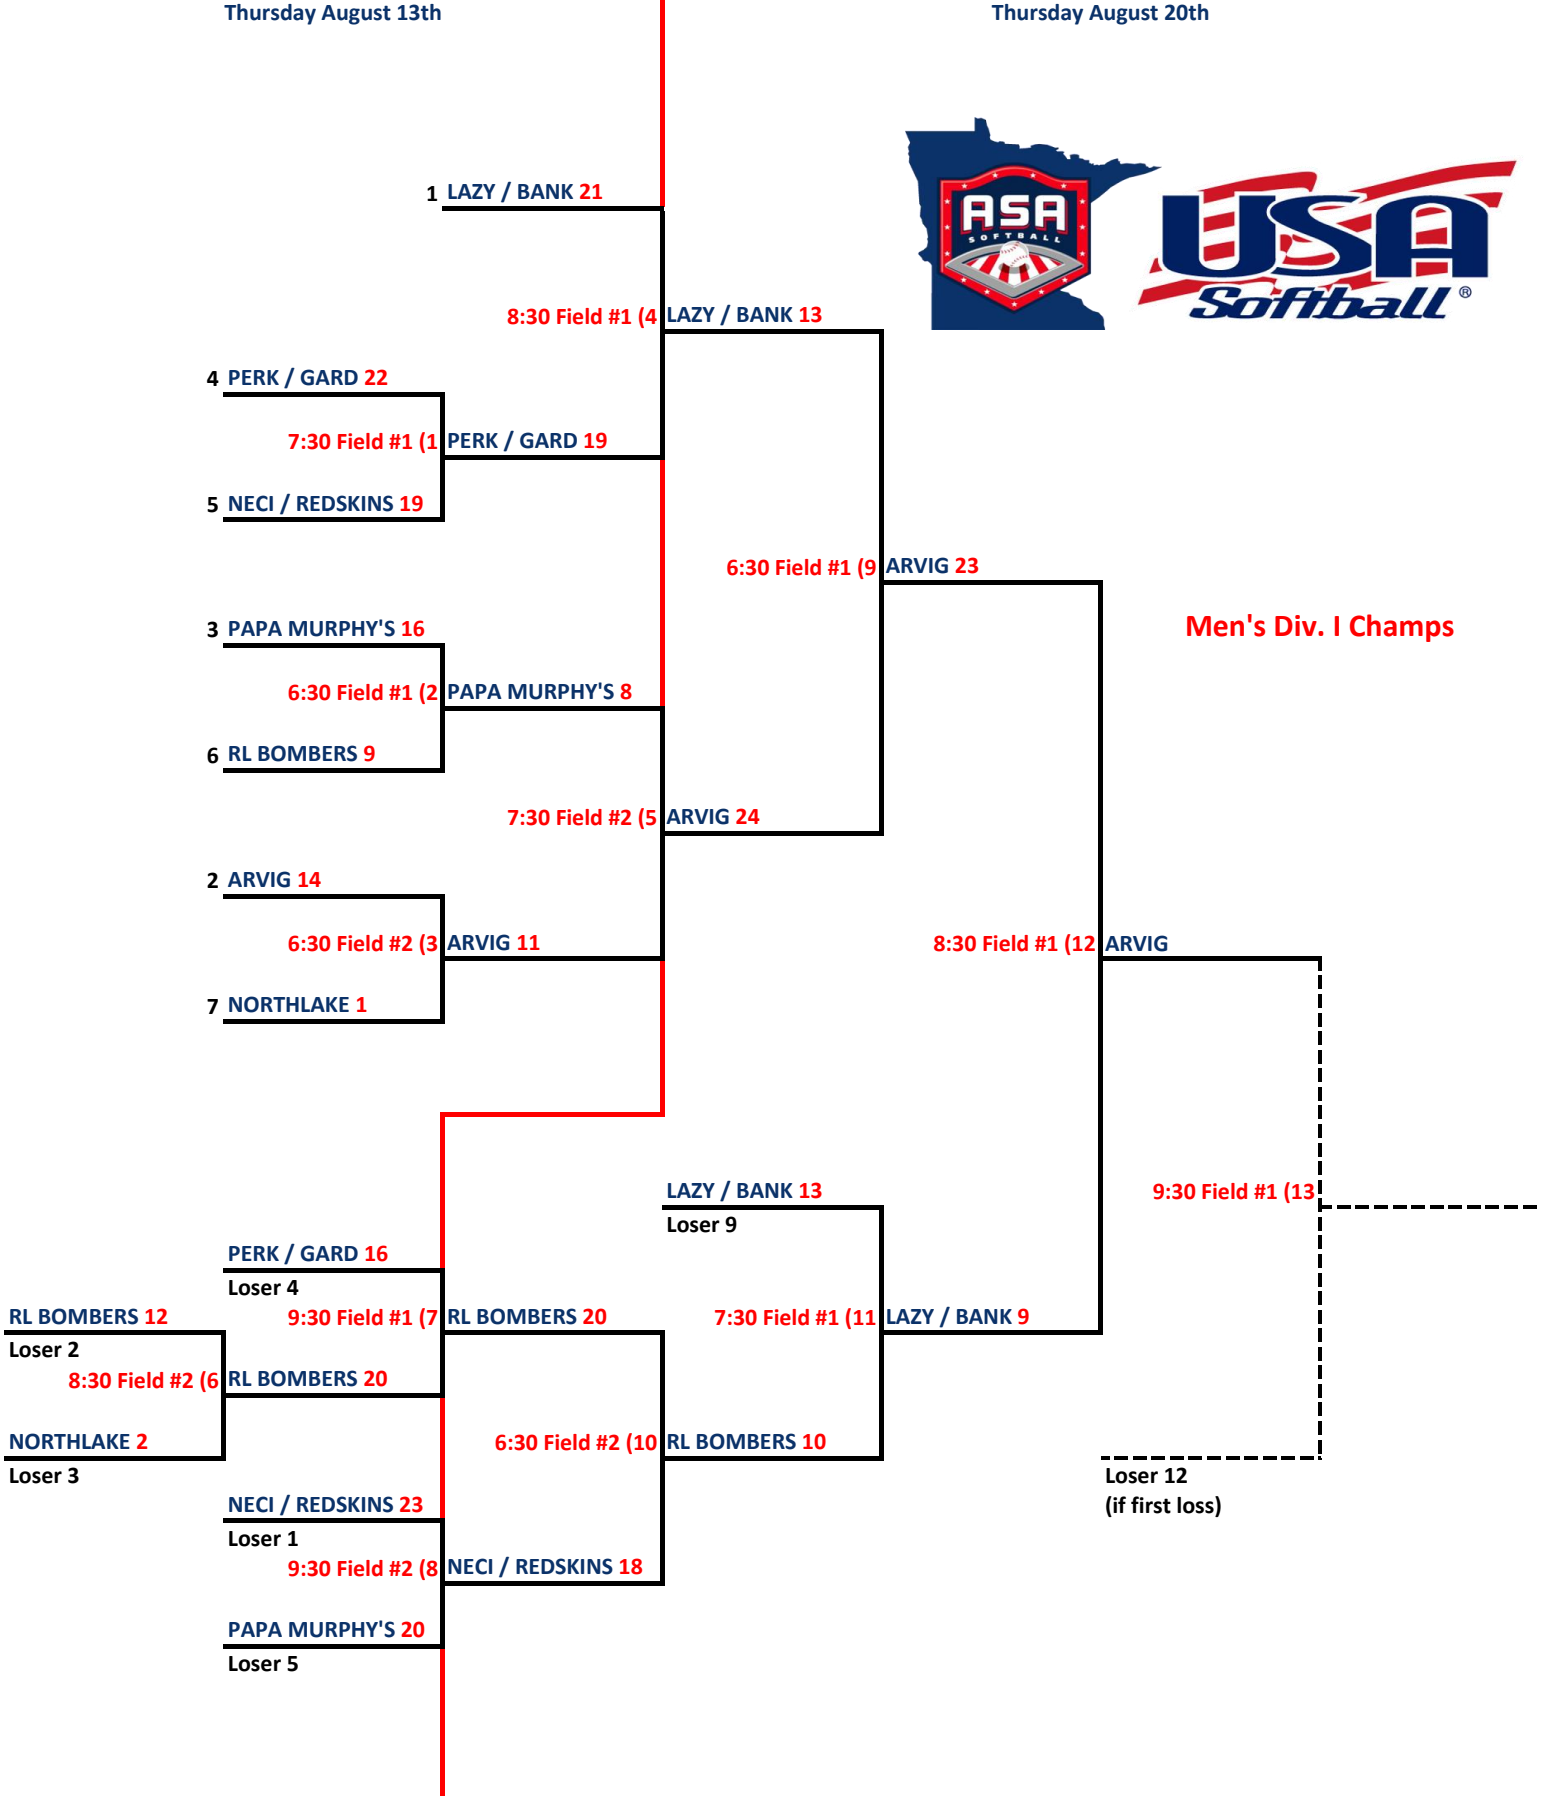 Thursday August 13th
Thursday August 20th
ASA
SOFTBALL
USA
Softball ®
1 LAZY / BANK 21
8:30 Field #1 (4 LAZY / BANK 13
4 PERK / GARD 22
7:30 Field #1 (1 PERK / GARD 19
5 NECI / REDSKINS 19
6:30 Field #1 (9 ARVIG 23
Men's Div. I Champs
3 PAPA MURPHY'S 16
6:30 Field #1 (2 PAPA MURPHY'S 8
6 RL BOMBERS 9
7:30 Field #2 (5 ARVIG 24
2 ARVIG 14
6:30 Field #2 (3 ARVIG 11
8:30 Field #1 (12 ARVIG
7 NORTHLAKE 1
LAZY / BANK 13
9:30 Field #1 (13
Loser 9
PERK / GARD 16
Loser 4
RL BOMBERS 12
9:30 Field #1 (7 RL BOMBERS 20
7:30 Field #1 (11 LAZY / BANK 9
Loser 2
8:30 Field #2 (6 RL BOMBERS 20
NORTHLAKE 2
6:30 Field #2 (10 RL BOMBERS 10
Loser 3
Loser 12
(if first loss)
NECI / REDSKINS 23
Loser 1
9:30 Field #2 (8 NECI / REDSKINS 18
PAPA MURPHY'S 20
Loser 5